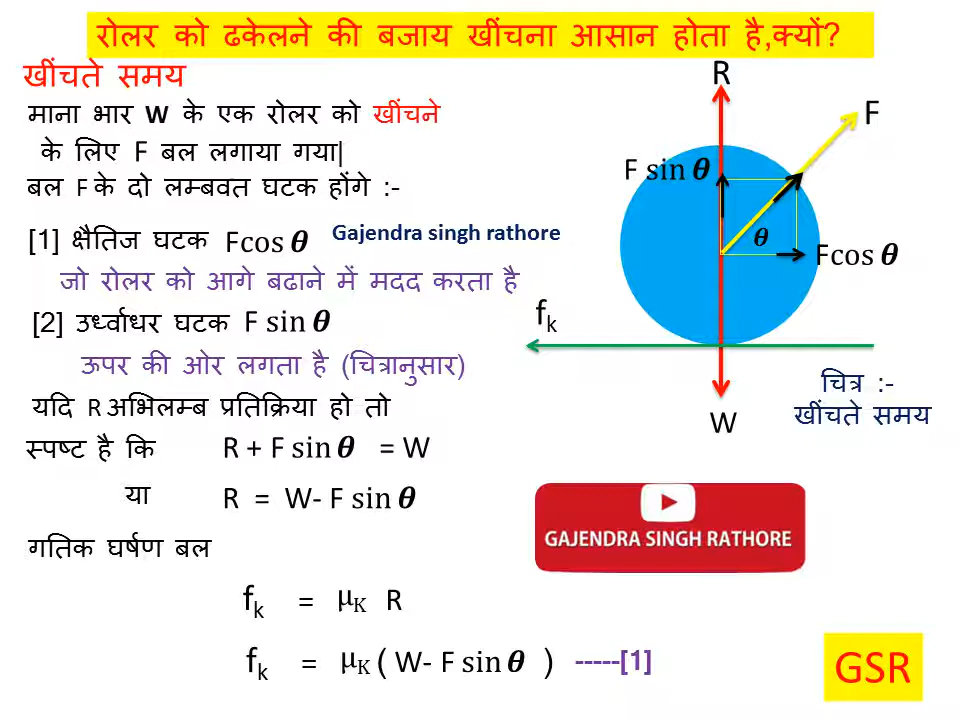 रोलर को ढकेलने की बजाय खींचना आसान होता है,क्यों?
खींचते समय
माना भार W के एक रोलर को खींचने
के लिए F बल लगाया गया|
बल F के दो लम्बवत घटक होंगे :-
[1] क्षैतिज घटक Fcos θ
Gajendra singh rathore
जो रोलर को आगे बढाने में मदद करता है
[2] उर्ध्वाधर घटक F sin θ
ऊपर की ओर लगता है (चित्रानुसार)
यदि R अभिलम्ब प्रतिक्रिया हो तो
स्पष्ट है कि R + F sin θ = W
या R = W- F sin θ
गतिक घर्षण बल
fk = μK R
fk = μK ( W- F sin θ ) -----[1]
R
F
F sin θ
θ
Fcos θ
fk
W
चित्र :-
खींचते समय
GAJENDRA SINGH RATHORE
GSR